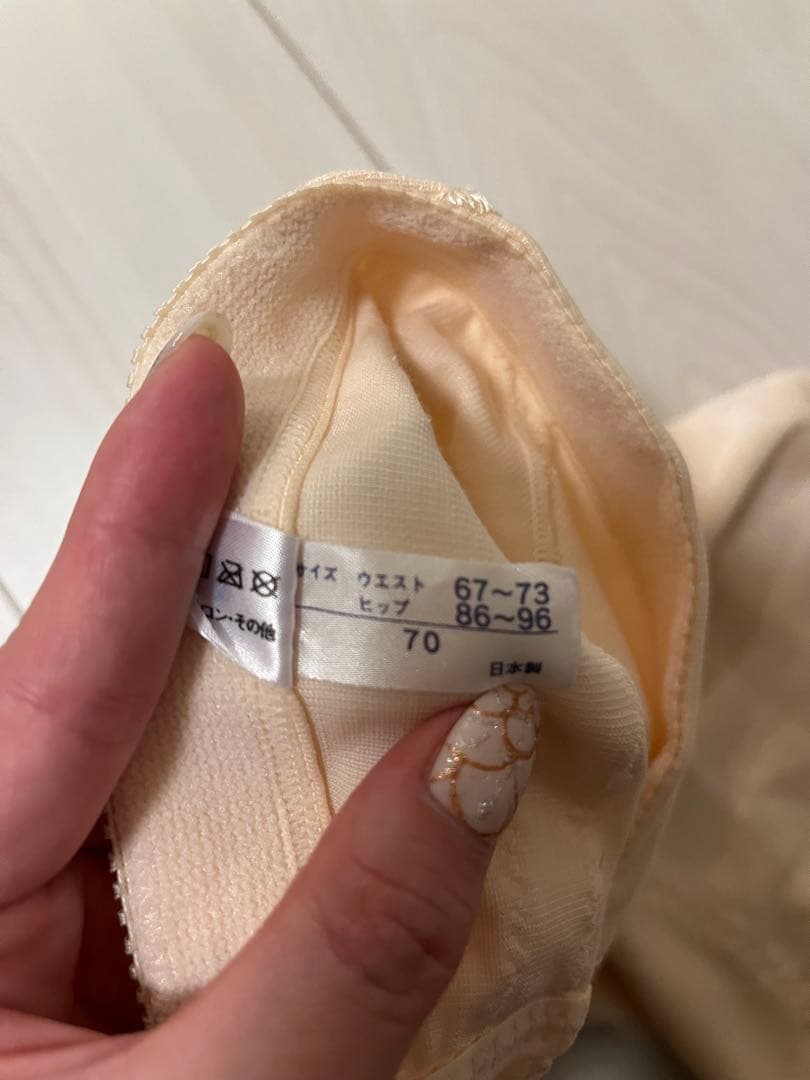 サイズ ウエスト 67~73
ヒップ 86~96
70
日本製
ロン・その他